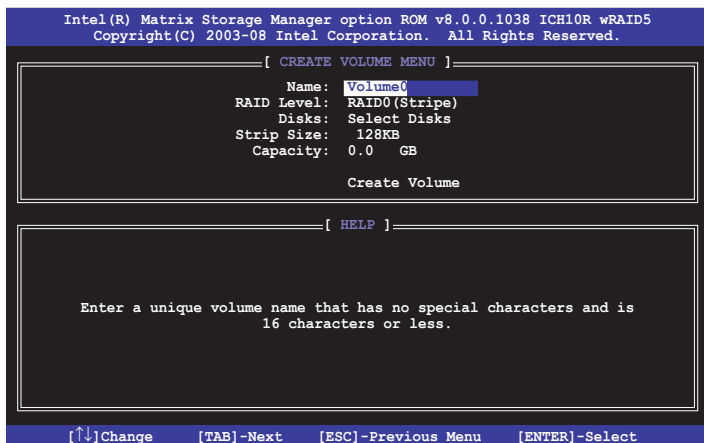 Intel(R) Matrix Storage Manager option ROM v8.0.0.1038 ICH10R wRAID5
Copyright(C) 2003-08 Intel Corporation. All Rights Reserved.
[ CREATE VOLUME MENU ]
Name: Volume0
RAID Level: RAID0(Stripe)
Disks: Select Disks
Strip Size: 128KB
Capacity: 0.0 GB
Create Volume
[ HELP ]
Enter a unique volume name that has no special characters and is
16 characters or less.
[↑↓]Change [TAB]-Next [ESC]-Previous Menu [ENTER]-Select